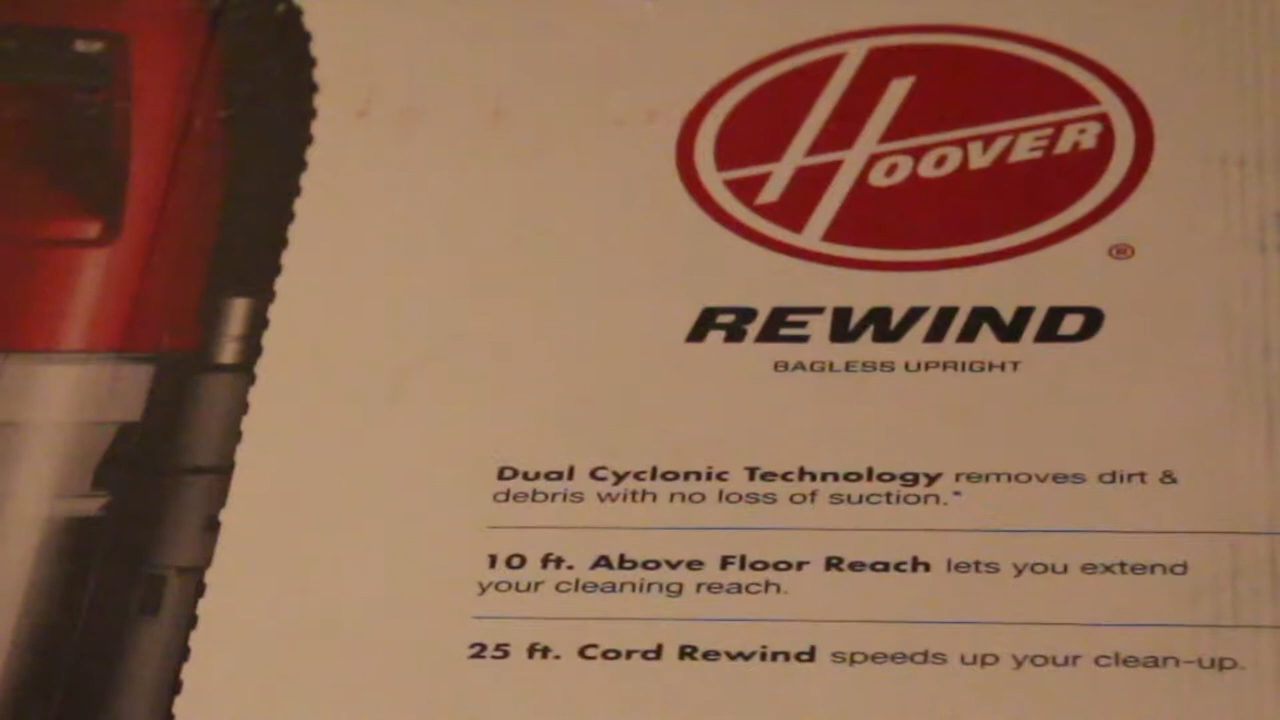 HOOVER
®
REWIND
BAGLESS UPRIGHT
Dual Cyclonic Technology removes dirt &
debris with no loss of suction.*
10 ft. Above Floor Reach lets you extend
your cleaning reach.
25 ft. Cord Rewind speeds up your clean-up.